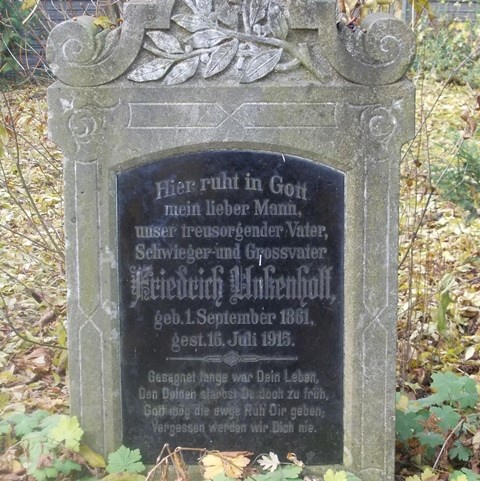 Hier ruht in Gott
mein lieber Mann,
unser treusorgender Vater,
Schwieger-und Grossvater
Friedrich Unkenholt,
geb. 1. September 1861,
gest. 16. Juli 1915.
Gesegnet lange war Dein Leben,
Den Deinen starbst Du doch zu früh,
Gott mög die ewge Ruh Dir geben;
Vergessen werden wir Dich nie.